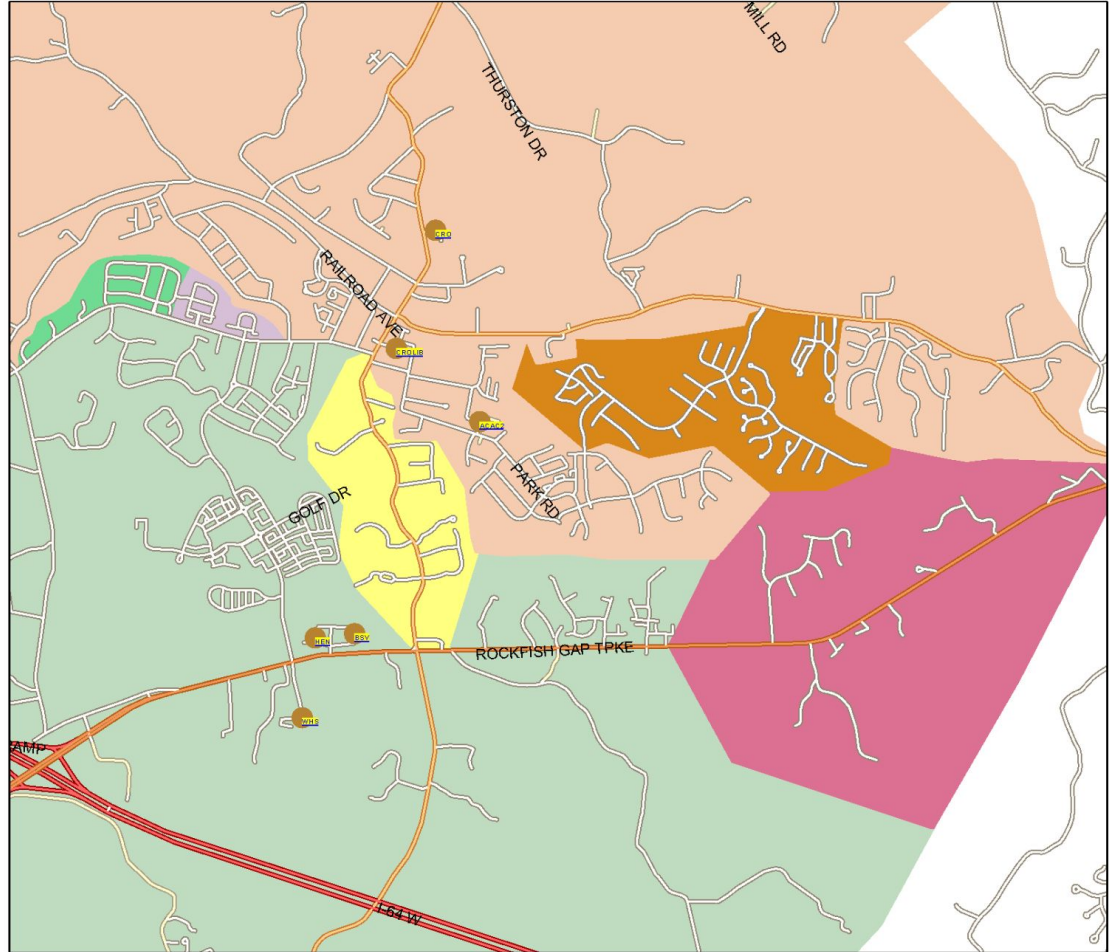 MILL RD
THURSTON DR
CRO
RAILROAD AVE
CROLIB
ACAC2
PARK RD
GOLF DR
HEN
BSV
ROCKFISH GAP TPKE
WHS
AMP
I-64 W